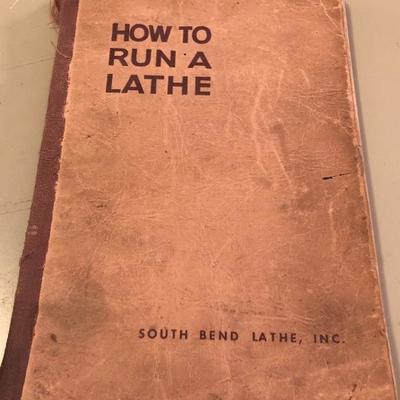 HOW TO
RUN A
LATHE
SOUTH BEND LATHE, INC.